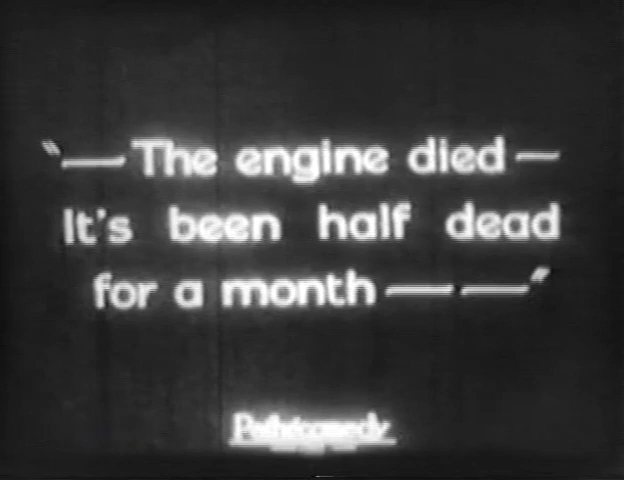 "—The engine died—
It's been half dead
for a month— —"
Pathécomedy